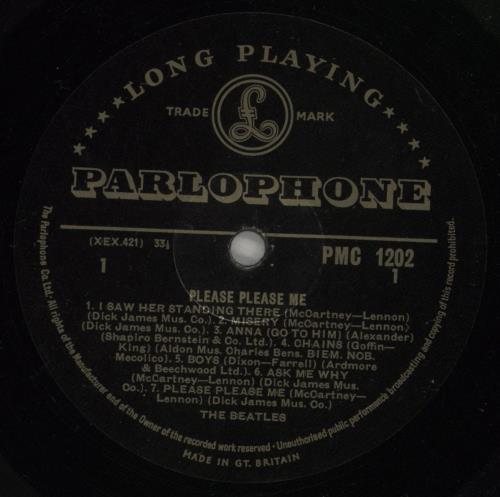 ★★★★★ LONG PLAYING ★★★★★
TRADE £ MARK
PARLOPHONE
(XEX.421) 33⅓
PMC 1202
1
1
PLEASE PLEASE ME
1. I SAW HER STANDING THERE (McCartney—Lennon)
(Dick James Mus. Co.). 2. MISERY (McCartney—Lennon)
(Dick James Mus. Co.) 3. ANNA (GO TO HIM) (Alexander)
(Shapiro Bernstein & Co. Ltd.) 4. CHAINS (Goffin—
King) (Aldon Mus. Charles Bens. BIEM. NOB.
Mecolico). 5. BOYS (Dixon—Farrell) (Ardmore
& Beechwood Ltd.) 6. ASK ME WHY
(McCartney—Lennon) (Dick James Mus.
Co.). 7. PLEASE PLEASE ME (McCartney—
Lennon) (Dick James Mus. Co.)
THE BEATLES
The Parlophone Co. Ltd. All rights of the Manufacturer and of the Owner of the recorded work reserved · Unauthorised public performance broadcasting and copying of this record prohibited.
MADE IN GT. BRITAIN